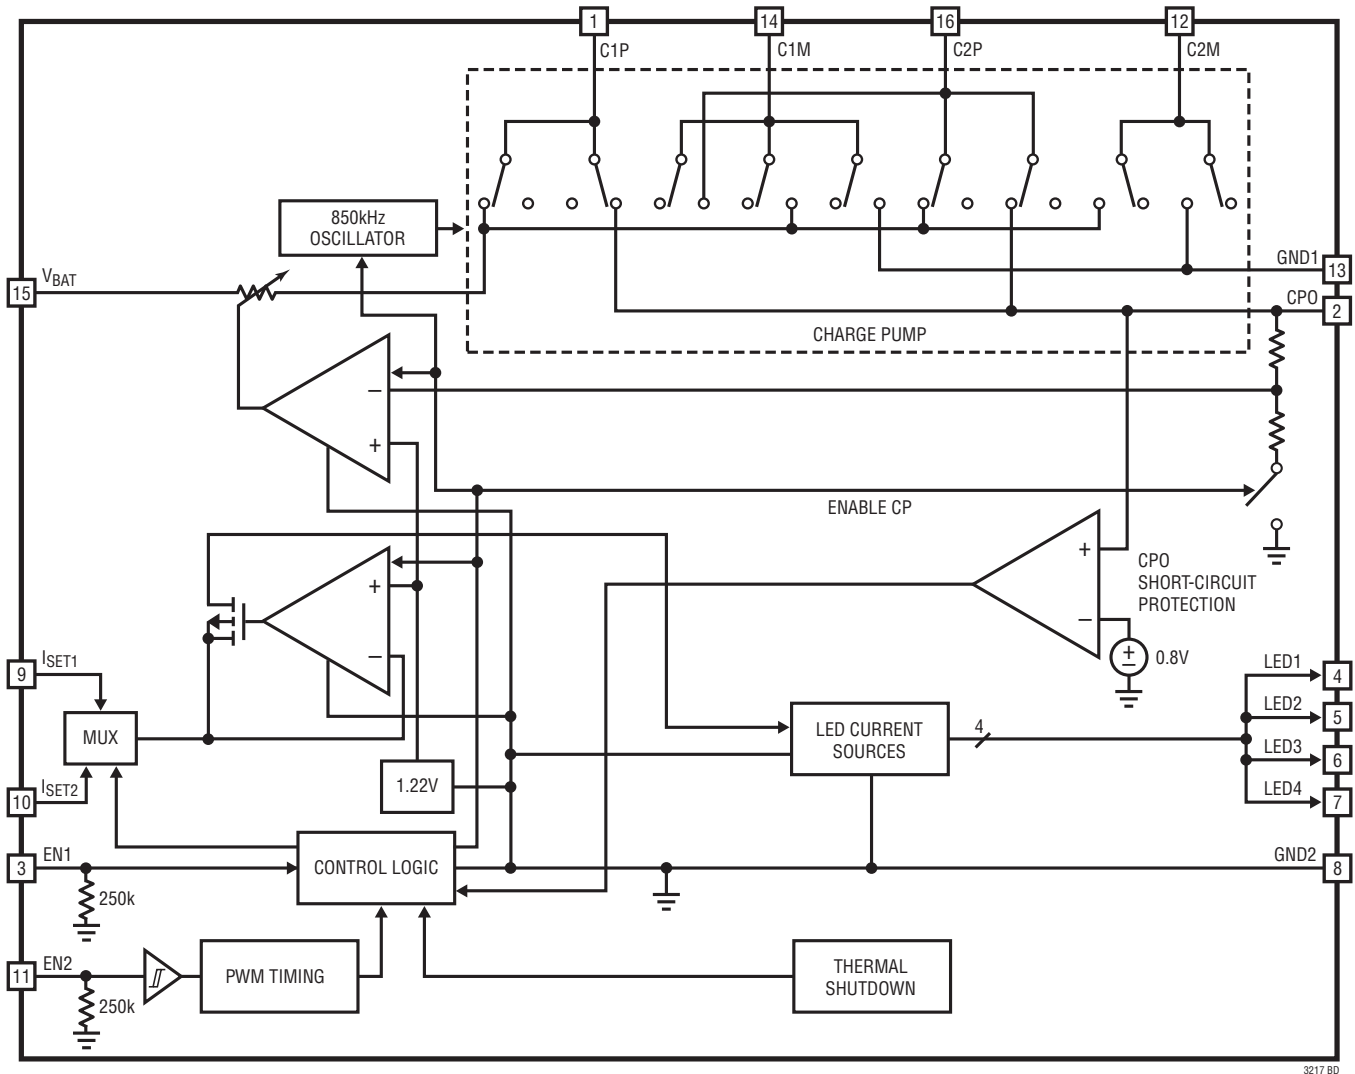 1
14
16
12
C1P
C1M
C2P
C2M
850kHz
OSCILLATOR
GND1
13
VBAT
15
CPO
2
CHARGE PUMP
–
+
ENABLE CP
+
–
+
–
CPO
SHORT-CIRCUIT
PROTECTION
+
–
0.8V
9
ISET1
MUX
10
ISET2
1.22V
LED CURRENT
SOURCES
4
LED1
4
LED2
5
LED3
6
LED4
7
3
EN1
250k
CONTROL LOGIC
GND2
8
11
EN2
250k
PWM TIMING
THERMAL
SHUTDOWN
3217 BD